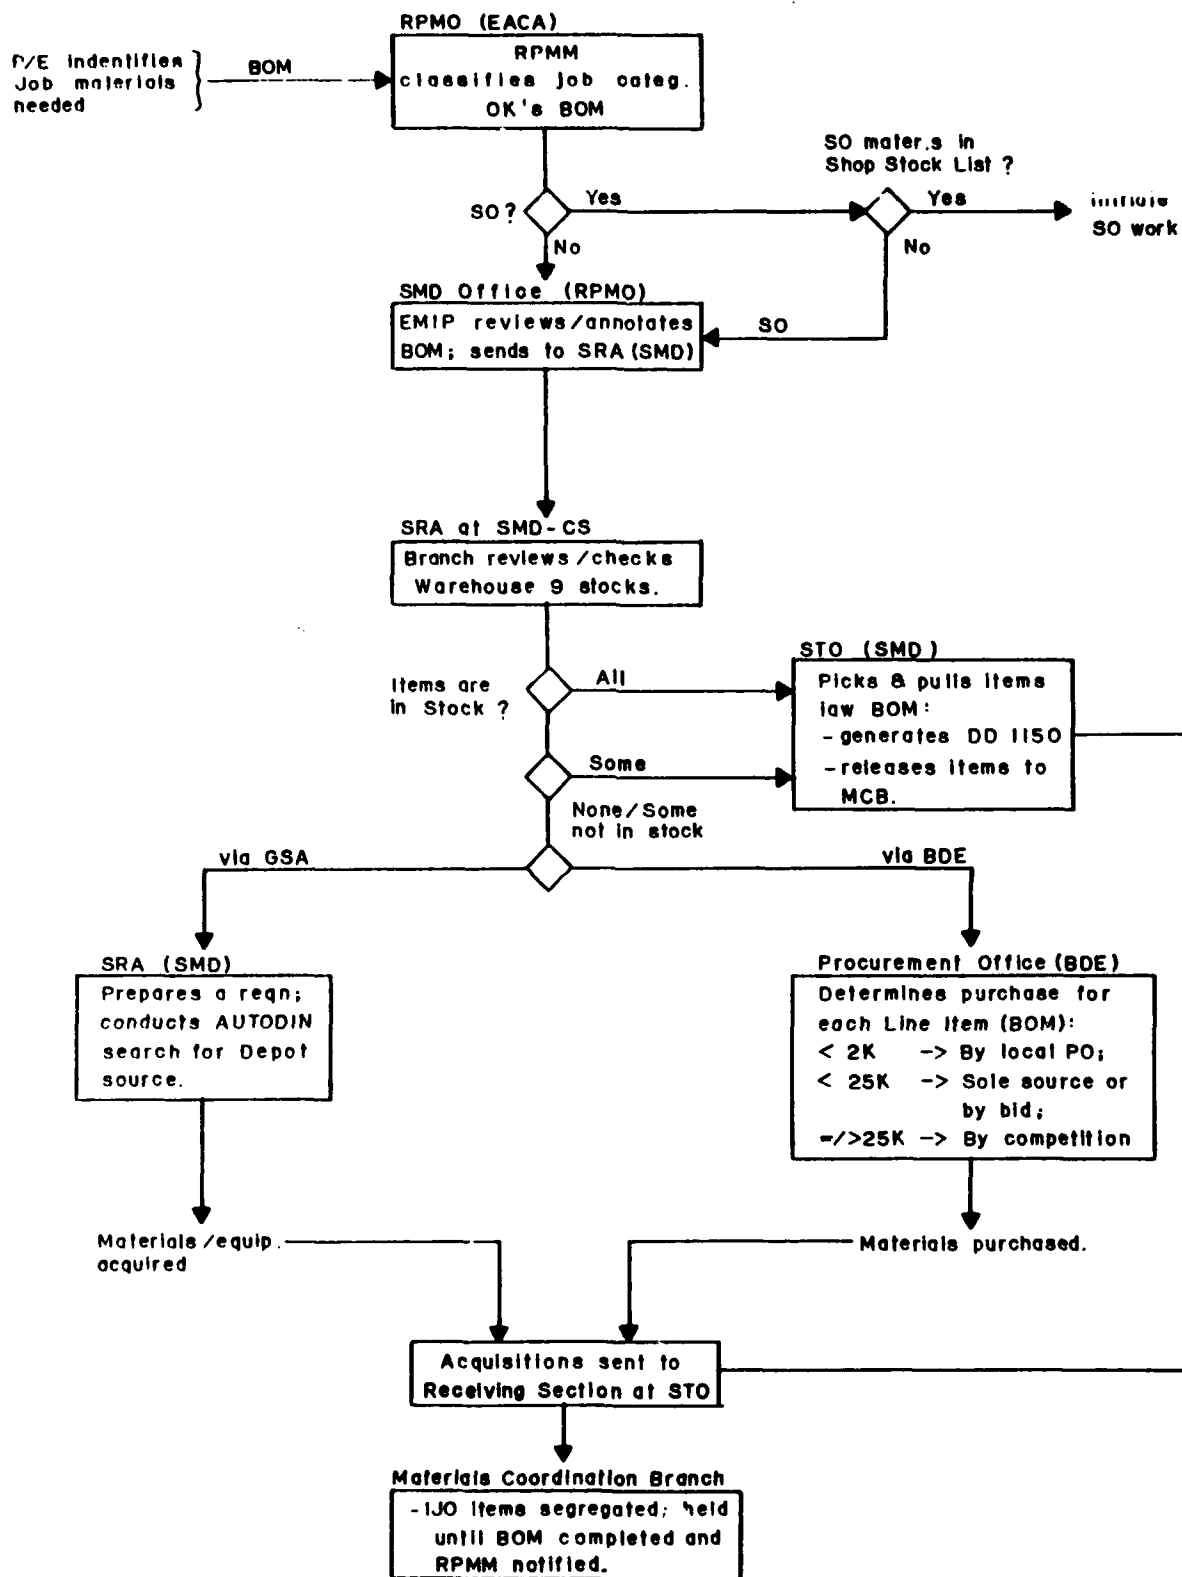 RPMO (EACA)
P/E indentifies
Job materials
needed
BOM
RPMM
classifies job categ.
OK's BOM
SO mater.s in
Shop Stock List ?
SO?
Yes
Yes
SO work
No
No
SMD Office (RPMO)
EMIP reviews/annotates
BOM; sends to SRA (SMD)
SO
SRA at SMD-CS
Branch reviews/checks
Warehouse 9 stocks.
Items are
in Stock ?
All
STO (SMD)
Picks & pulls items
iaw BOM:
-generates DD 1150
-releases items to
MCB.
Some
None/Some
not in stock
via GSA
via BDE
SRA (SMD)
Prepares a reqn;
conducts AUTODIN
search for Depot
source.
Procurement Office (BDE)
Determines purchase for
each Line Item (BOM):
< 2K -> By local PO;
< 25K -> Sole source or
by bid;
=/>25K -> By competition
Materials/equip.
acquired
Materials purchased.
Acquisitions sent to
Receiving Section at STO
Materials Coordination Branch
-IJO items segregated; held
until BOM completed and
RPMM notified.